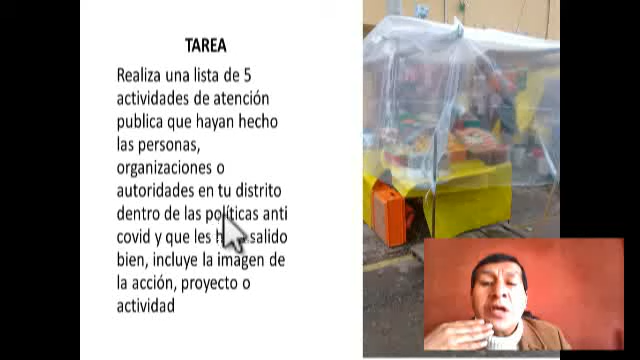 TAREA
Realiza una lista de 5
actividades de atención
publica que hayan hecho
las personas,
organizaciones o
autoridades en tu distrito
dentro de las políticas anti
covid y que les salido
bien, incluye la imagen de
la acción, proyecto o
actividad